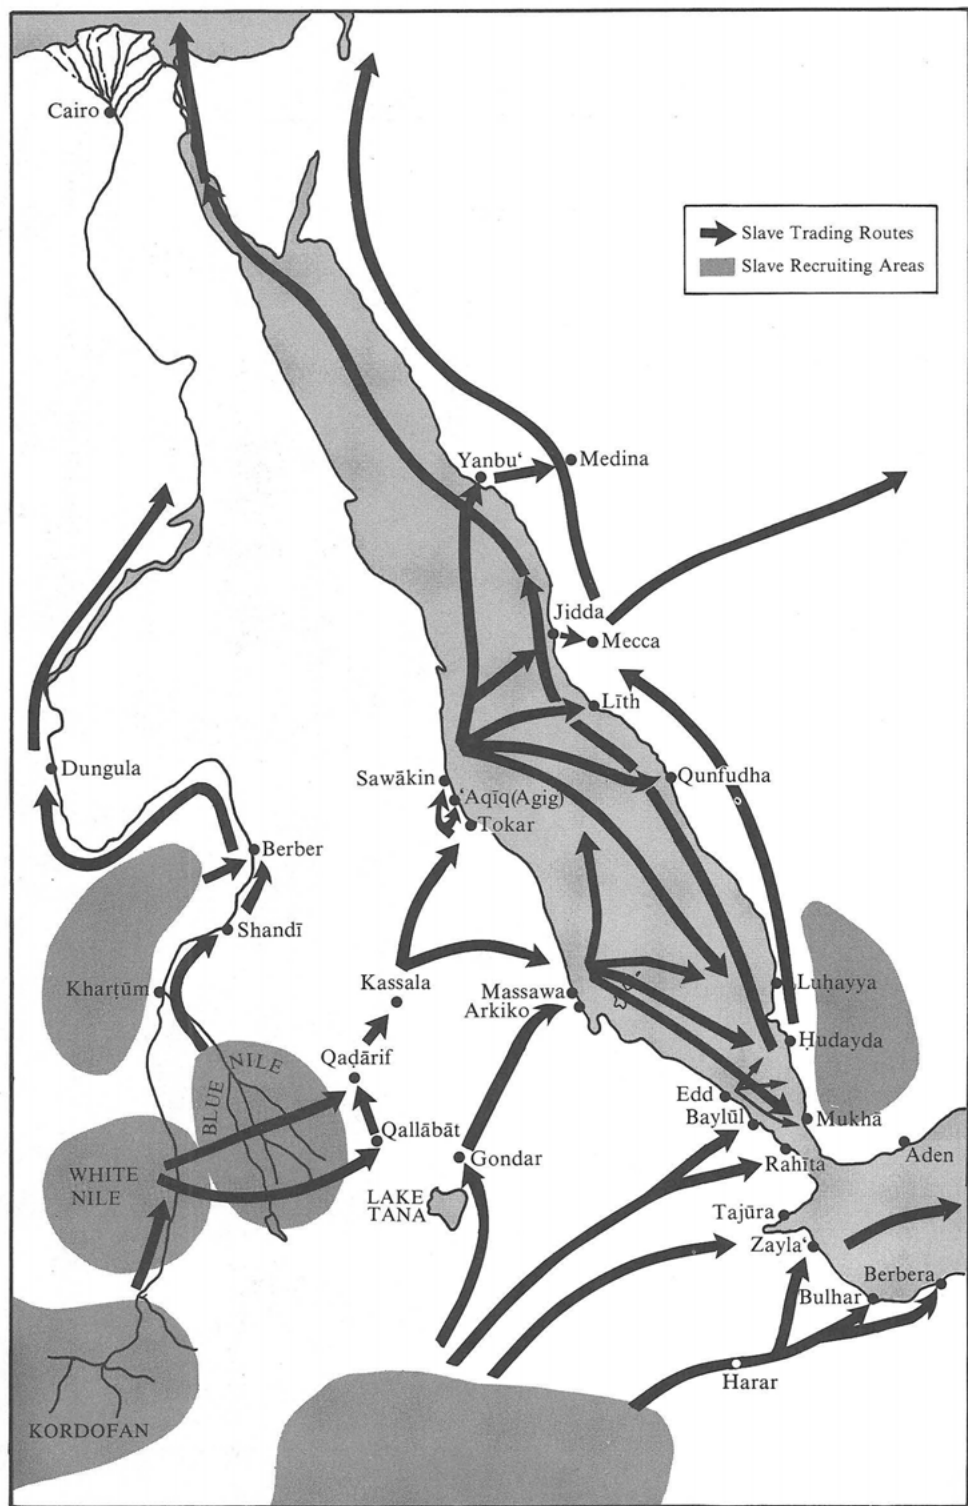 Cairo
Slave Trading Routes
Slave Recruiting Areas
Yanbuʻ
Medina
Jidda
Mecca
Līth
Dungula
Sawākin
Qunfudha
ʻAqīq(Agig)
Tokar
Berber
Shandī
Kassala
Kharṭūm
Massawa
Luḥayya
Arkiko
Ḥudayda
Qaḍārif
BLUE NILE
Edd
Baylūl
Mukhā
Qallābāt
Gondar
Rahīta
Aden
WHITE
NILE
LAKE
TANA
Tajūra
Zaylaʻ
Berbera
Bulhar
Harar
KORDOFAN